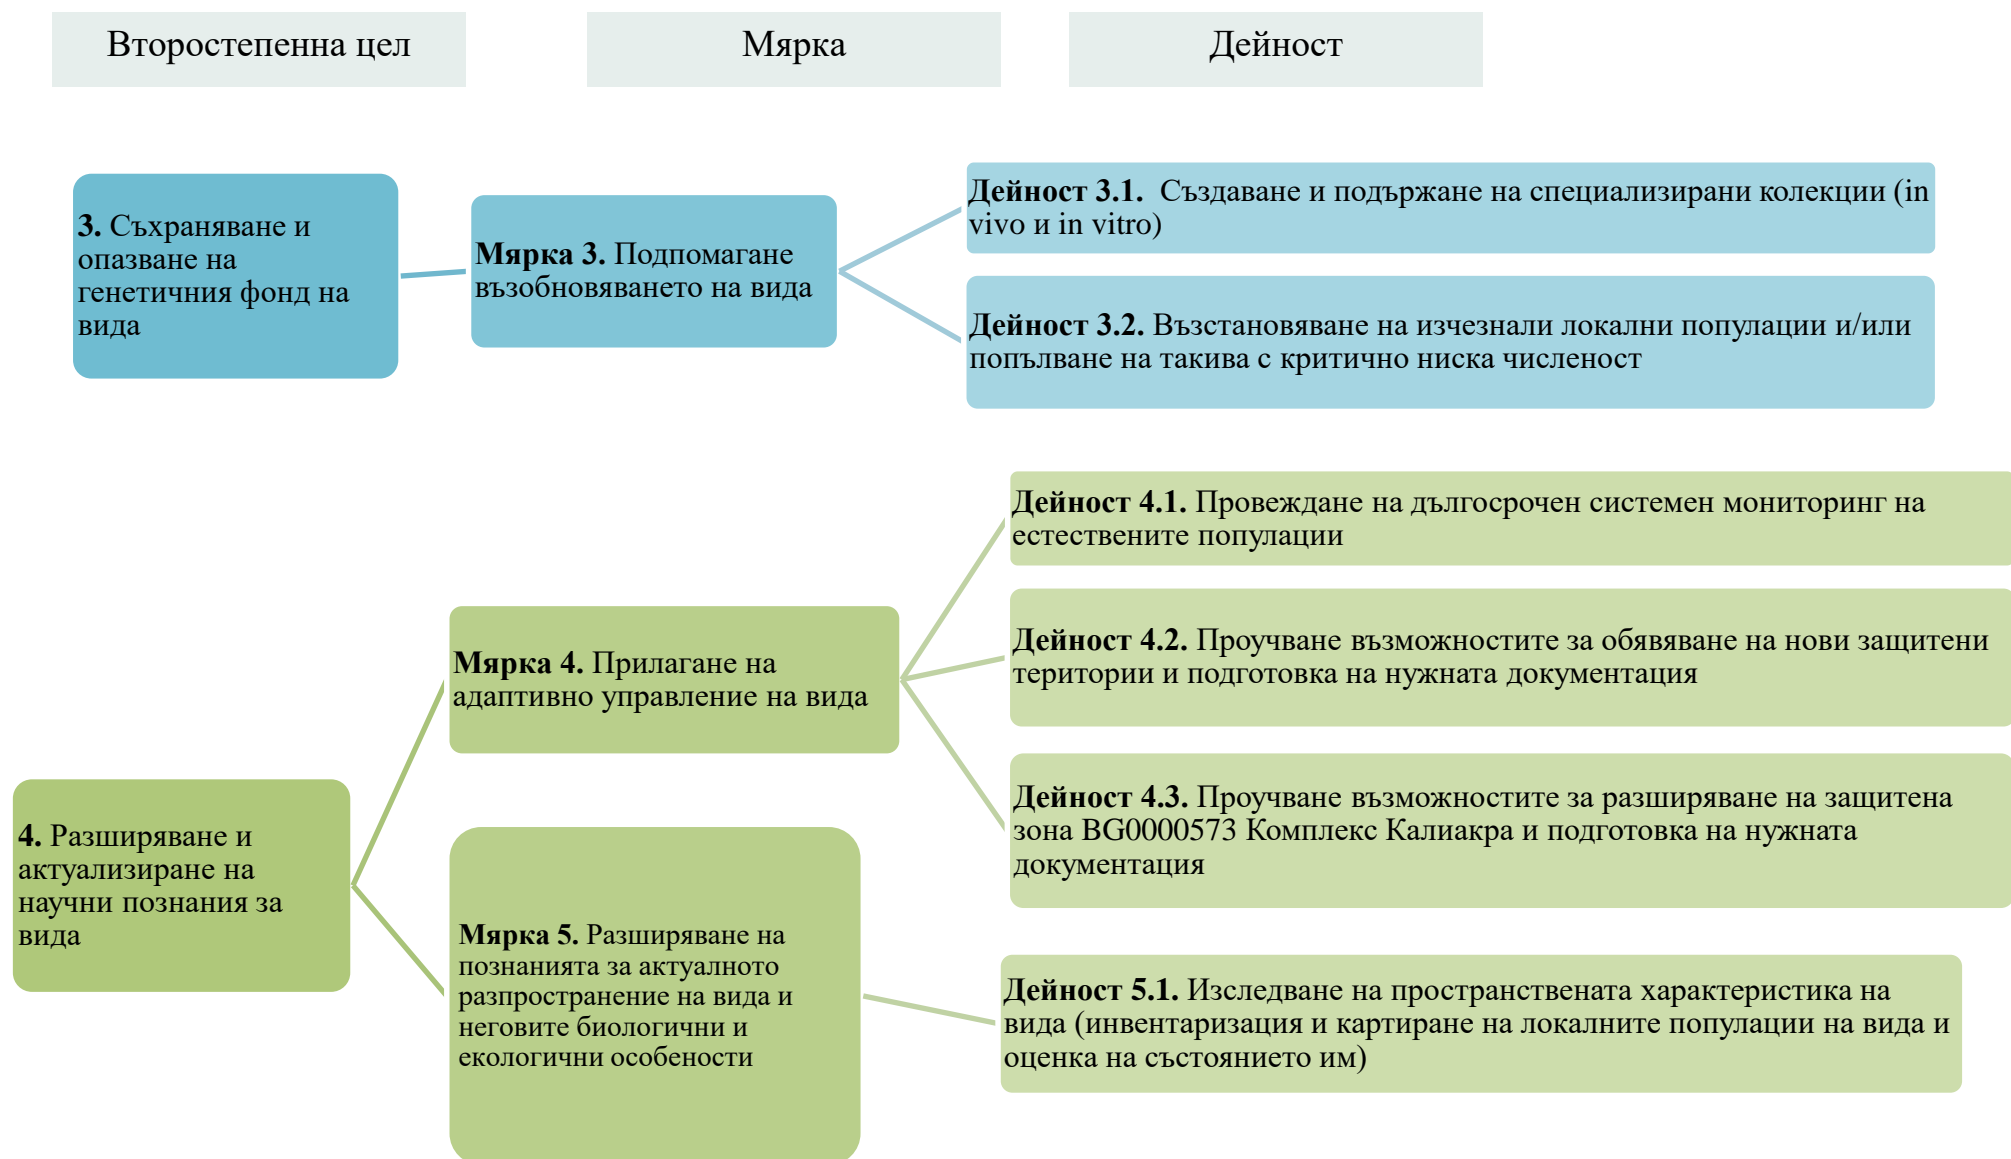 Второстепенна цел
Мярка
Дейност
3. Съхраняване и
опазване на
генетичния фонд на
вида
Мярка 3. Подпомагане
възобновяването на вида
Дейност 3.1.  Създаване и подържане на специализирани колекции (in
vivo и in vitro)
Дейност 3.2. Възстановяване на изчезнали локални популации и/или
попълване на такива с критично ниска численост
4. Разширяване и
актуализиране на
научни познания за
вида
Мярка 4. Прилагане на
адаптивно управление на вида
Дейност 4.1. Провеждане на дългосрочен системен мониторинг на
естествените популации
Дейност 4.2. Проучване възможностите за обявяване на нови защитени
територии и подготовка на нужната документация
Дейност 4.3. Проучване възможностите за разширяване на защитена
зона BG0000573 Комплекс Калиакра и подготовка на нужната
документация
Мярка 5. Разширяване на
познанията за актуалното
разпространение на вида и
неговите биологични и
екологични особености
Дейност 5.1. Изследване на пространствената характеристика на
вида (инвентаризация и картиране на локалните популации на вида и
оценка на състоянието им)